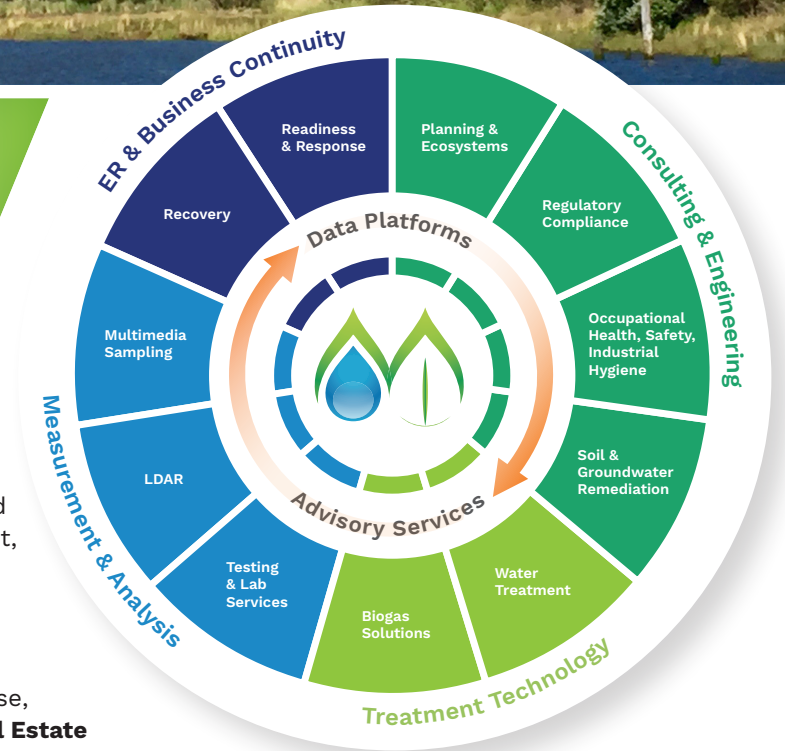 ER & Business Continuity
Consulting & Engineering
Readiness
& Response
Planning &
Ecosystems
Recovery
Regulatory
Compliance
Data Platforms
Multimedia
Sampling
Occupational
Health, Safety,
Industrial
Hygiene
LDAR
Soil &
Groundwater
Remediation
Advisory Services
Testing
& Lab
Services
Water
Treatment
Biogas
Solutions
Measurement & Analysis
Treatment Technology
t,
se,
Estate